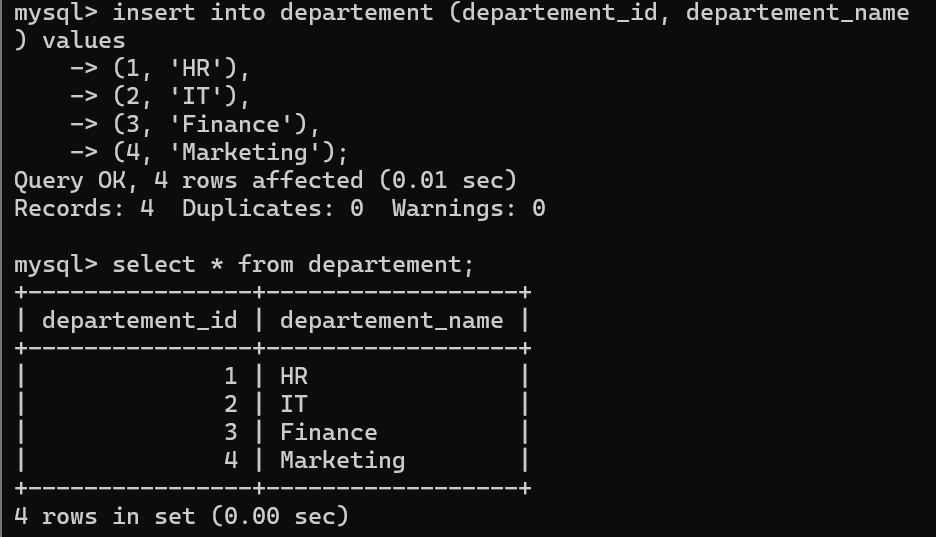 mysql> insert into departement (departement_id, departement_name
) values
    -> (1, 'HR'),
    -> (2, 'IT'),
    -> (3, 'Finance'),
    -> (4, 'Marketing');
Query OK, 4 rows affected (0.01 sec)
Records: 4  Duplicates: 0  Warnings: 0

mysql> select * from departement;
+----------------+------------------+
| departement_id | departement_name |
+----------------+------------------+
|              1 | HR               |
|              2 | IT               |
|              3 | Finance          |
|              4 | Marketing        |
+----------------+------------------+
4 rows in set (0.00 sec)